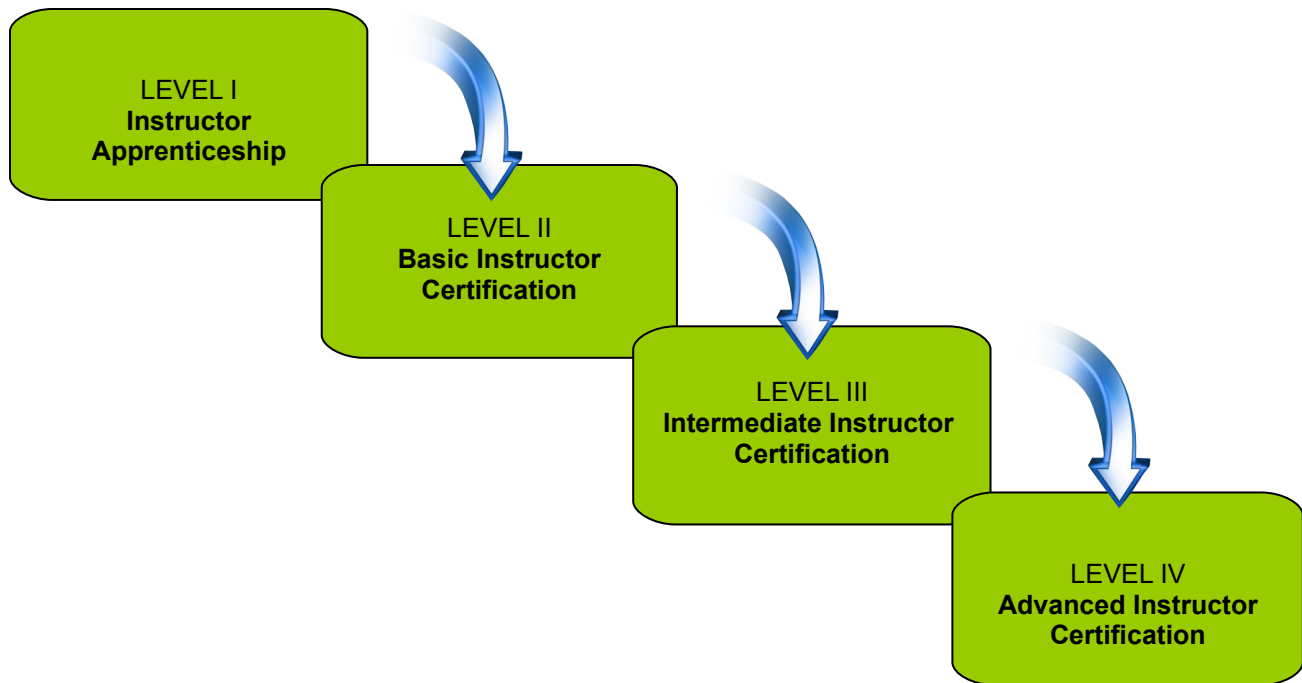 LEVEL I
Instructor
Apprenticeship
LEVEL II
Basic Instructor
Certification
LEVEL III
Intermediate Instructor
Certification
LEVEL IV
Advanced Instructor
Certification